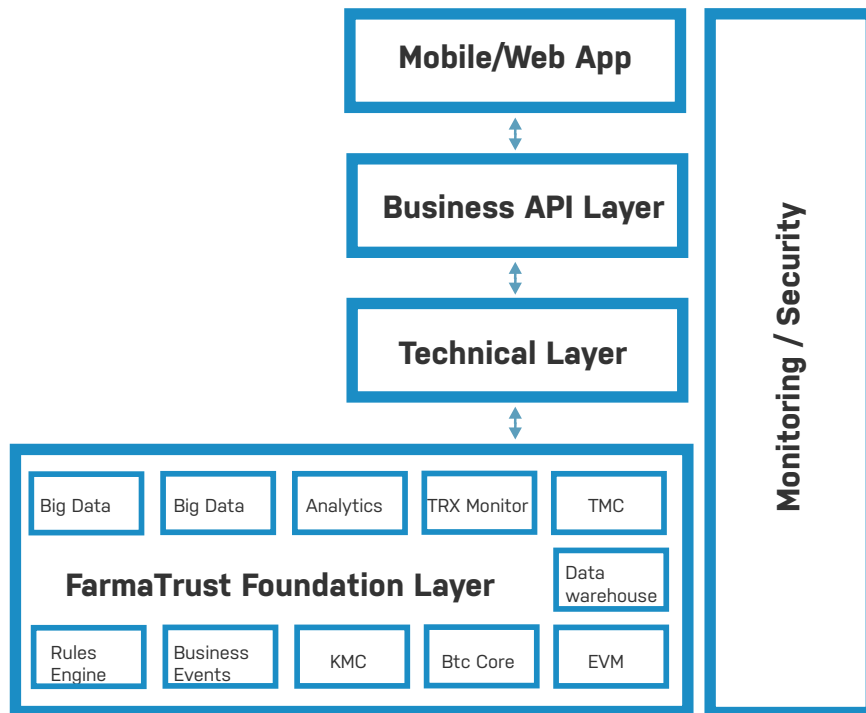 Mobile/Web App
Business API Layer
Technical Layer
Big Data
Big Data
Analytics
TRX Monitor
TMC
FarmaTrust Foundation Layer
Data
warehouse
Rules
Engine
Business
Events
KMC
Btc Core
EVM
Monitoring / Security